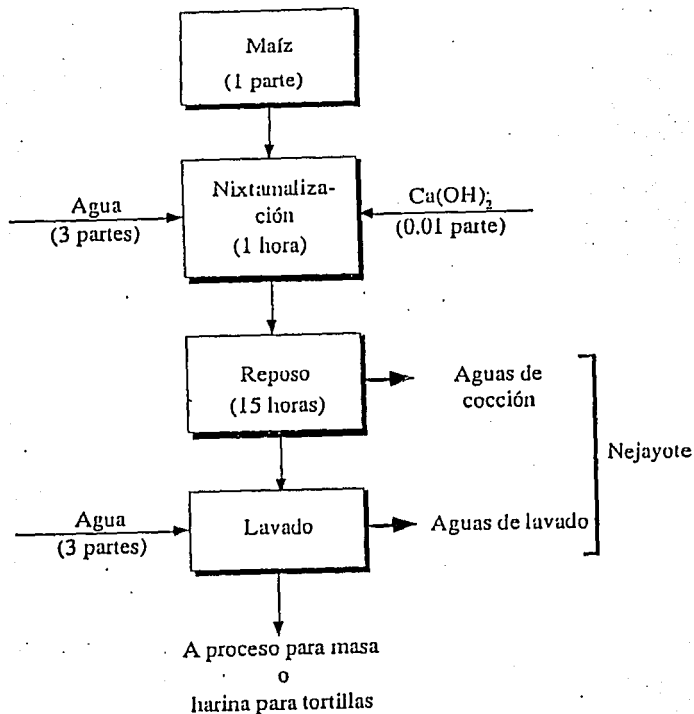 Maíz
(1 parte)
Nixtamaliza-
ción
(1 hora)
Agua
(3 partes)
Ca(OH)₂
(0.01 parte)
Reposo
(15 horas)
Aguas de
cocción
Nejayote
Agua
(3 partes)
Lavado
Aguas de lavado
A proceso para masa
o
harina para tortillas